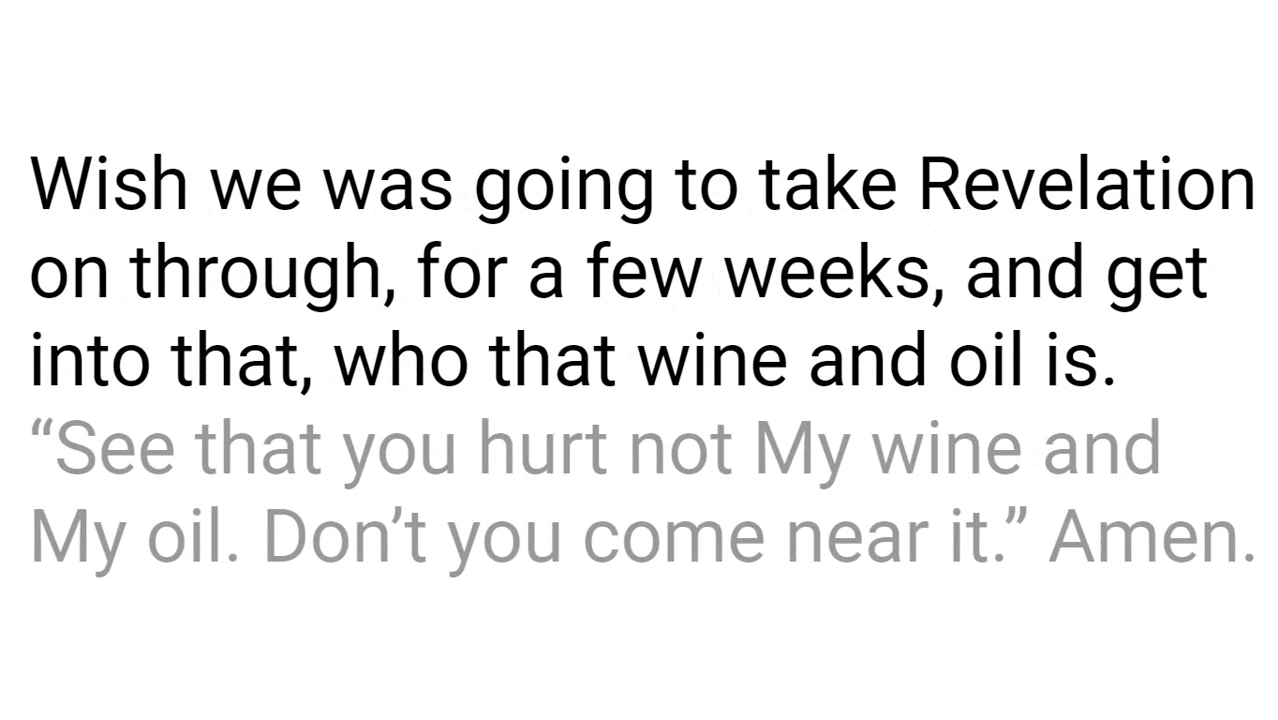 Wish we was going to take Revelation
on through, for a few weeks, and get
into that, who that wine and oil is.
“See that you hurt not My wine and
My oil. Don’t you come near it.” Amen.